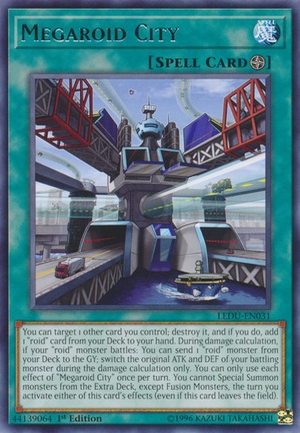 MEGAROID CITY
SPELL
[SPELL CARD]
LEDU-EN031
You can target 1 other card you control; destroy it, and if you do, add
1 "roid" card from your Deck to your hand. During damage calculation,
if your "roid" monster battles: You can send 1 "roid" monster
from your Deck to the GY; switch the original ATK and DEF of your battling
monster during the damage calculation only. You can only use each
effect of "Megaroid City" once per turn. You cannot Special Summon
monsters from the Extra Deck, except Fusion Monsters, the turn you
activate either of this card's effects (even if this card leaves the field).
44139064
1st Edition
©1996 KAZUKI TAKAHASHI